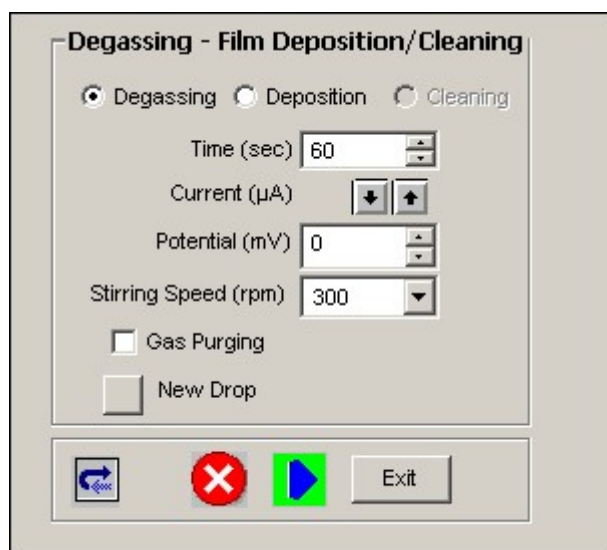 Degassing - Film Deposition/Cleaning
Degassing Deposition Cleaning
Time (sec) 60
Current (µA)
Potential (mV) 0
Stirring Speed (rpm) 300
Gas Purging
New Drop
Exit